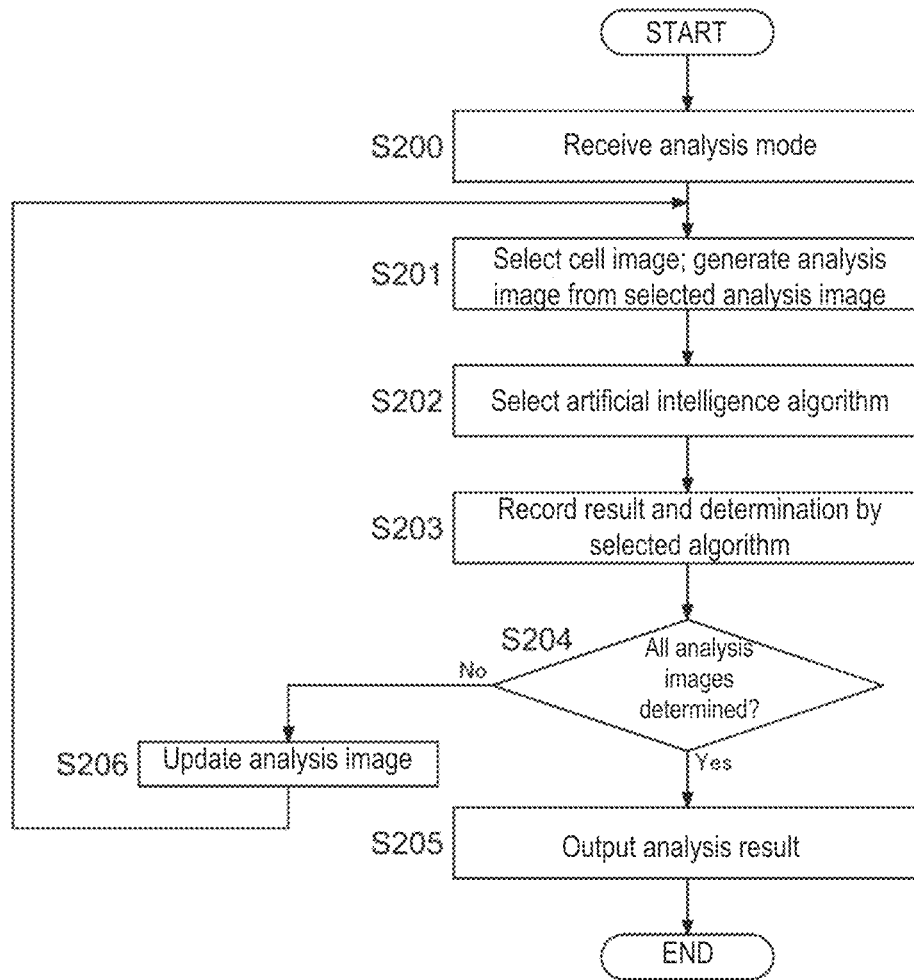 START
S200
Receive analysis mode
S201
Select cell image; generate analysis
image from selected analysis image
S202
Select artificial intelligence algorithm
S203
Record result and determination by
selected algorithm
S204
All analysis
images
determined?
No
Yes
S206
Update analysis image
S205
Output analysis result
END